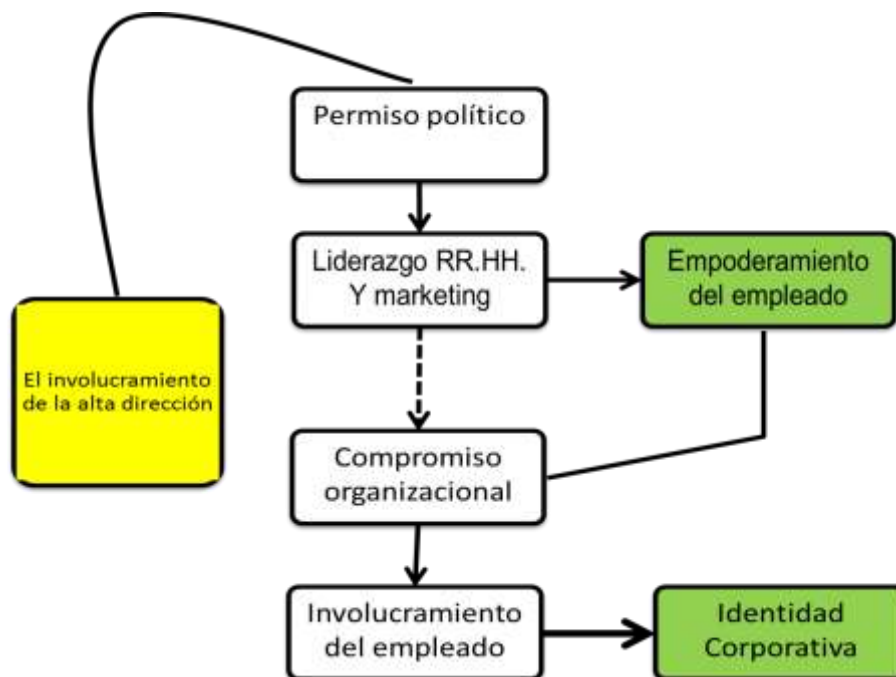 Permiso político
Liderazgo RR.HH.
Y marketing
Empoderamiento
del empleado
El involucramiento
de la alta dirección
Compromiso
organizacional
Involucramiento
del empleado
Identidad
Corporativa